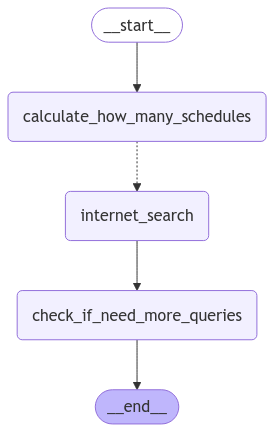 __start__
calculate_how_many_schedules
internet_search
check_if_need_more_queries
__end__